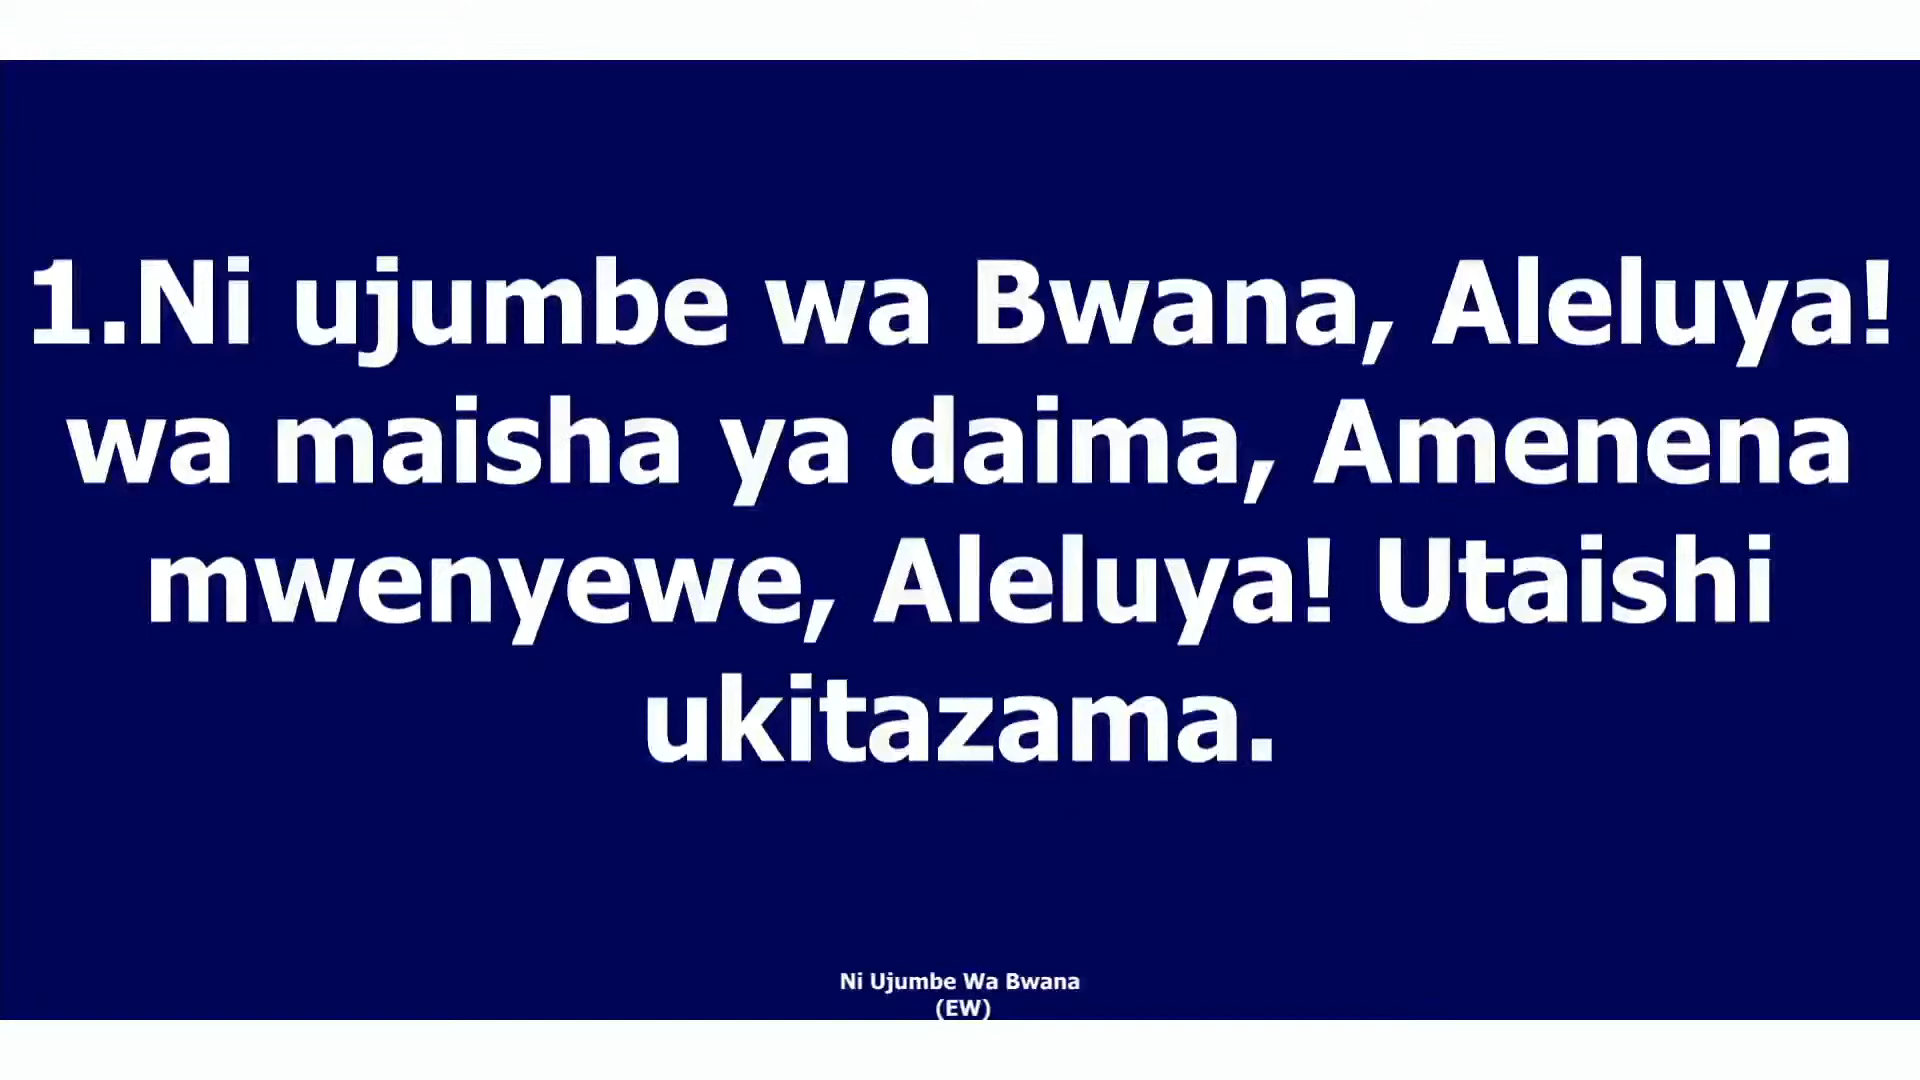 1.Ni ujumbe wa Bwana, Aleluya!
wa maisha ya daima, Amenena
mwenyewe, Aleluya! Utaishi
ukitazama.
Ni Ujumbe Wa Bwana
(EW)